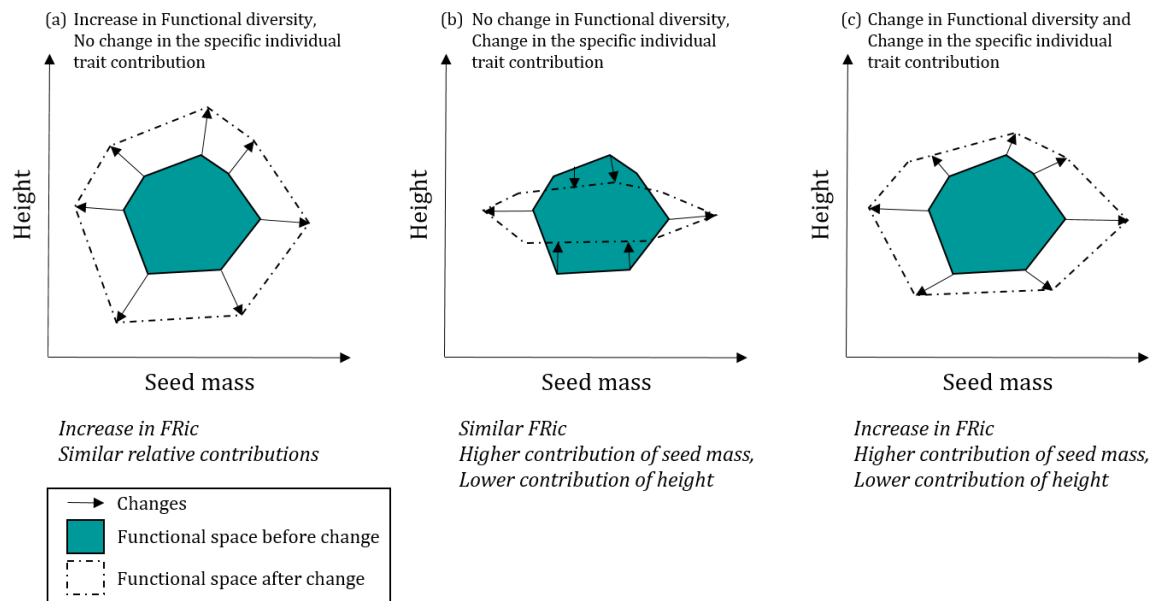 (a) Increase in Functional diversity,
No change in the specific individual
trait contribution
Height
Seed mass
Increase in FRic
Similar relative contributions
(b) No change in Functional diversity,
Change in the specific individual
trait contribution
Height
Seed mass
Similar FRic
Higher contribution of seed mass,
Lower contribution of height
(c) Change in Functional diversity and
Change in the specific individual
trait contribution
Height
Seed mass
Increase in FRic
Higher contribution of seed mass,
Lower contribution of height
Changes
Functional space before change
Functional space after change